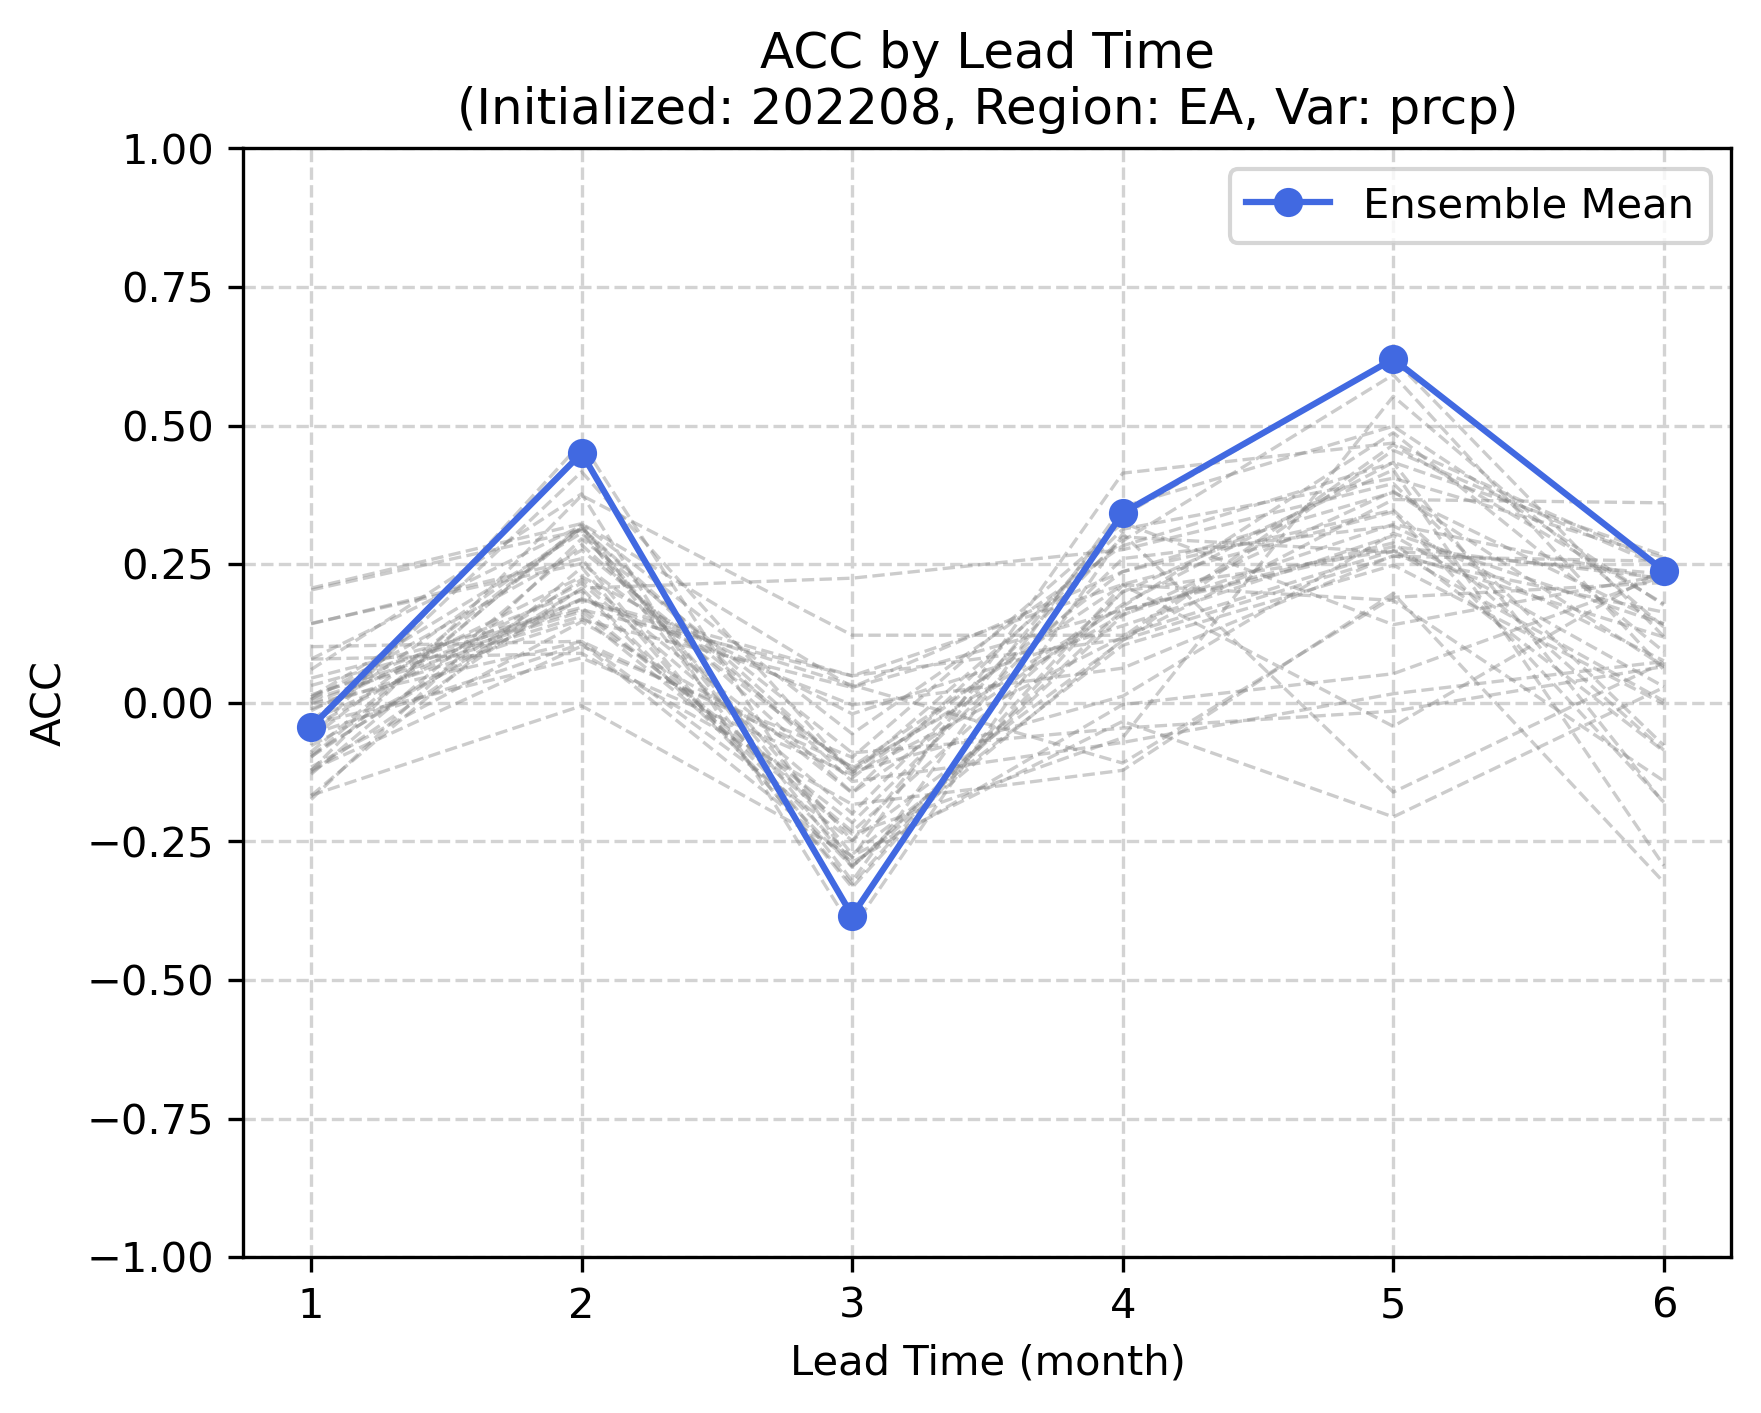 ACC by Lead Time
(Initialized: 202208, Region: EA, Var: prcp)
Ensemble Mean
ACC
1.00
0.75
0.50
0.25
0.00
−0.25
−0.50
−0.75
−1.00
1 2 3 4 5 6
Lead Time (month)